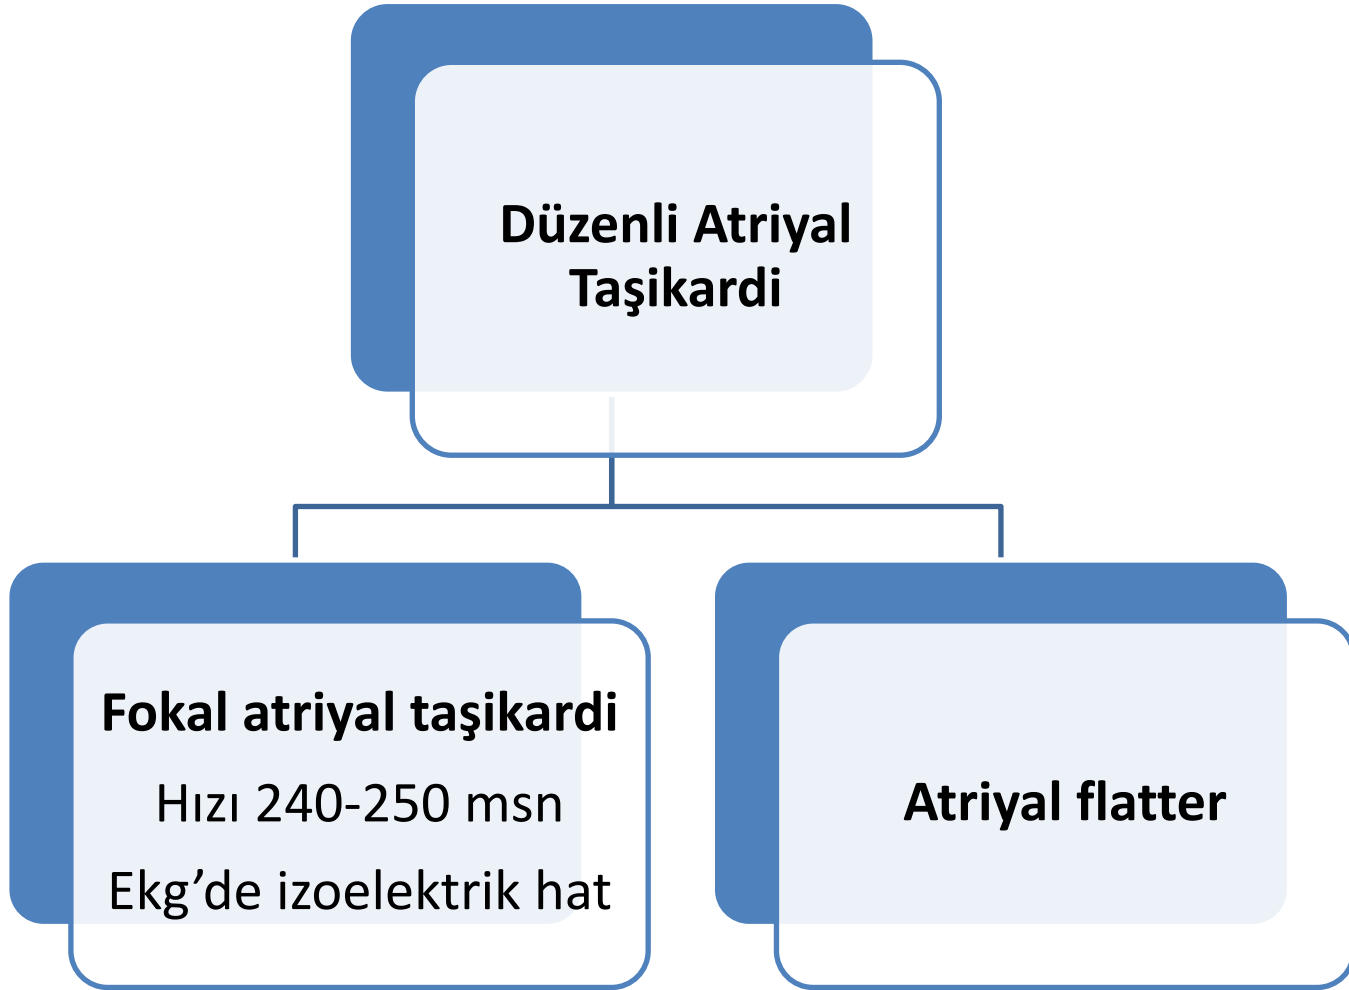 Düzenli Atriyal
Taşikardi
Fokal atriyal taşikardi
Hızı 240-250 msn
Ekg’de izoelektrik hat
Atriyal flatter